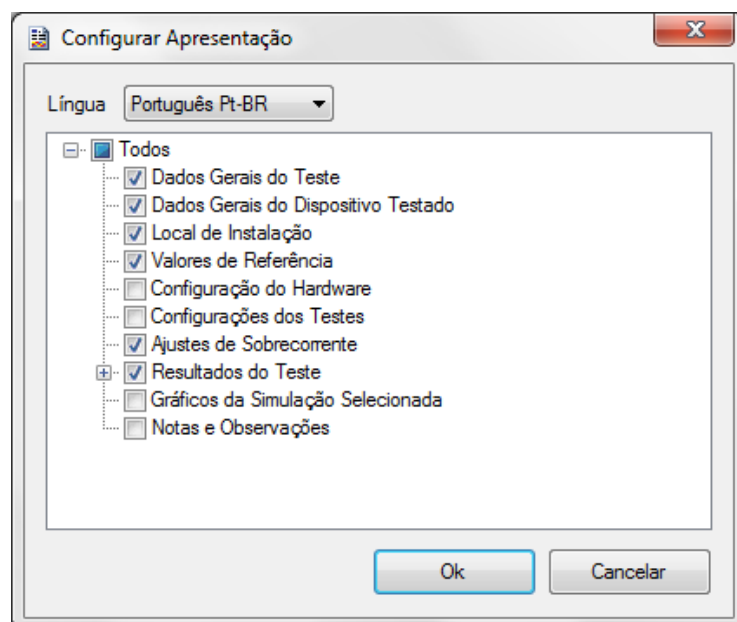 Configurar Apresentação
Língua Português Pt-BR
Todos
Dados Gerais do Teste
Dados Gerais do Dispositivo Testado
Local de Instalação
Valores de Referência
Configuração do Hardware
Configurações dos Testes
Ajustes de Sobrecorrente
Resultados do Teste
Gráficos da Simulação Selecionada
Notas e Observações
Ok Cancelar